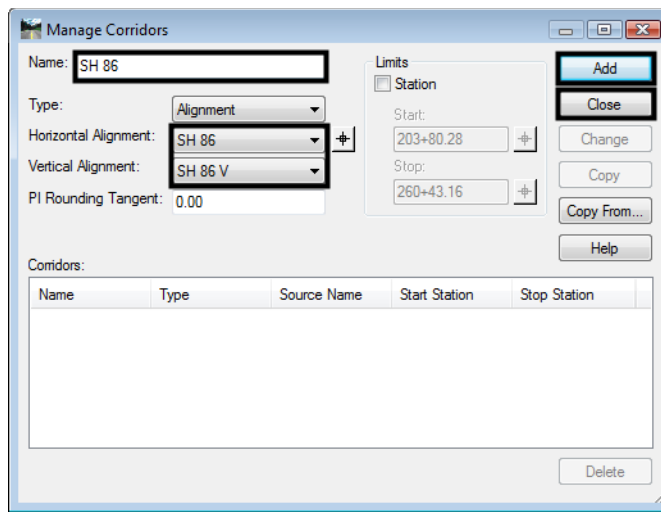 Manage Corridors
Name: SH 86
Type: Alignment
Horizontal Alignment: SH 86
Vertical Alignment: SH 86 V
PI Rounding Tangent: 0.00
Limits
Station
Start:
203+80.28
Stop:
260+43.16
Add
Close
Change
Copy
Copy From...
Help
Corridors:
Name Type Source Name Start Station Stop Station
Delete